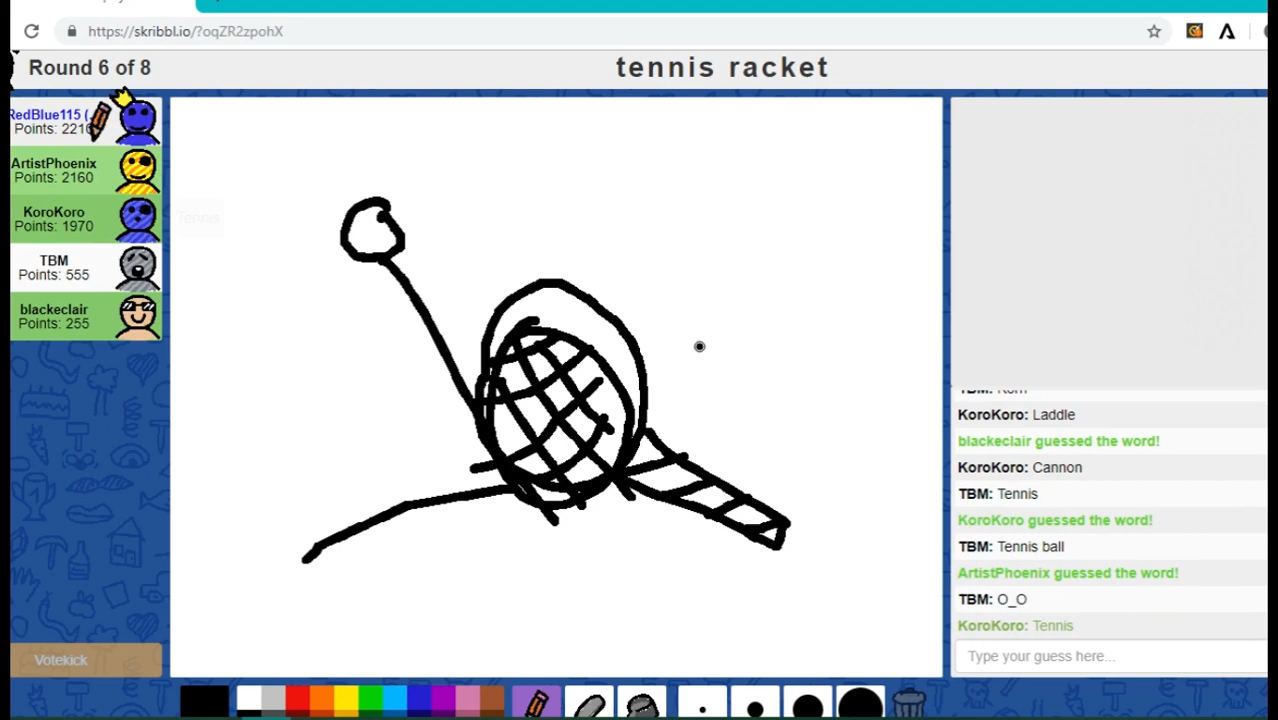 https://skribbl.io/?oqZR2zpohX
Round 6 of 8
tennis racket
RedBlue115 (
Points: 2210
ArtistPhoenix
Points: 2160
KoroKoro
Points: 1970
TBM
Points: 555
blackeclair
Points: 255
Votekick
Tennis
KoroKoro: Laddle
blackeclair guessed the word!
KoroKoro: Cannon
TBM: Tennis
KoroKoro guessed the word!
TBM: Tennis ball
ArtistPhoenix guessed the word!
TBM: O_O
KoroKoro: Tennis
Type your guess here...